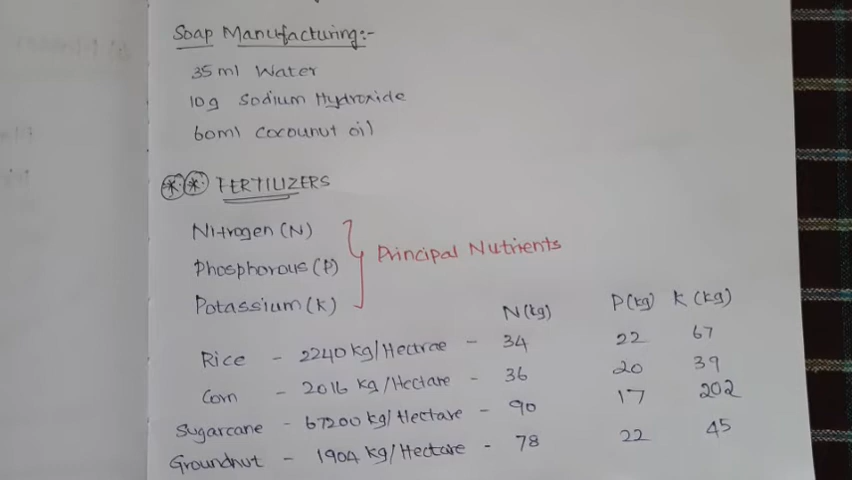 Soap Manufacturing:-
35ml Water
10g Sodium Hydroxide
60ml Cocounut oil
** FERTILIZERS
Nitrogen (N)
Phosphorous (P)
Potassium (K)
Principal Nutrients
N (kg) P (kg) K (kg)
Rice - 2240 kg/Hectrae - 34 22 67
Corn - 2016 kg/Hectare - 36 20 39
Sugarcane - 67200 kg/Hectare - 90 17 202
Groundnut - 1904 kg/Hectare - 78 22 45